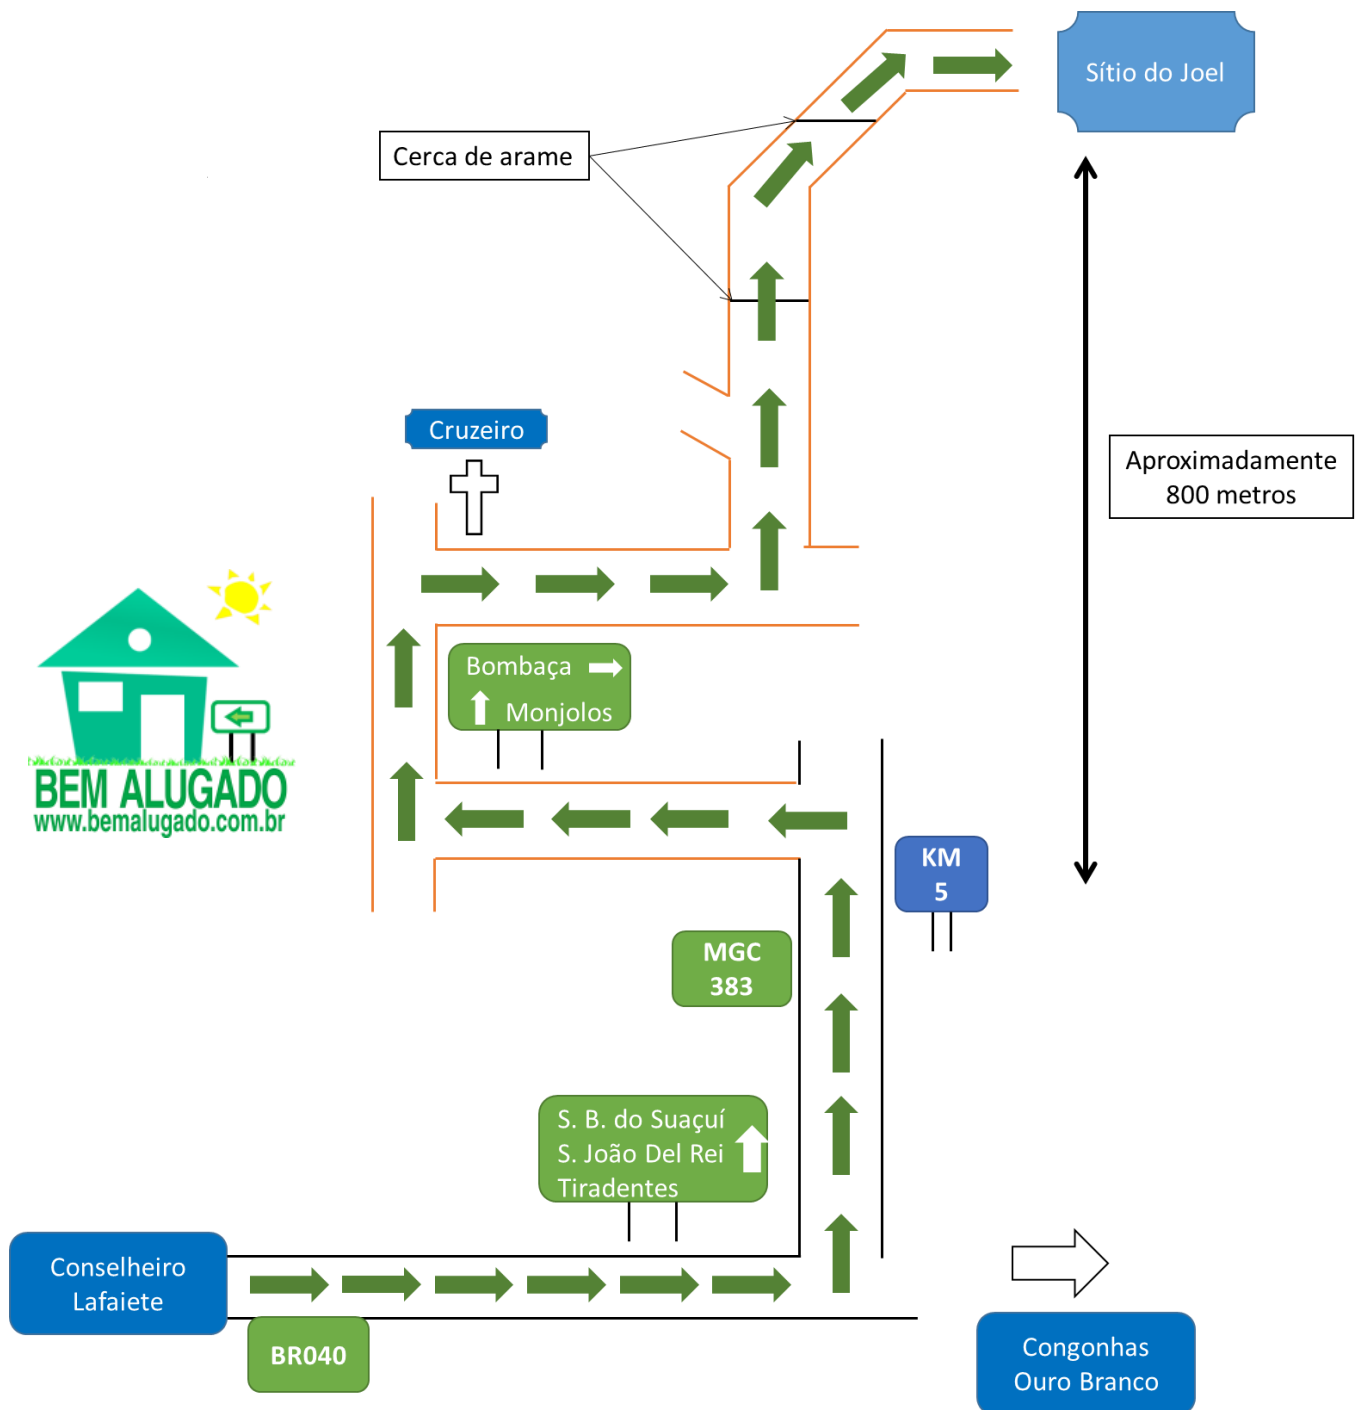 Sítio do Joel
Cerca de arame
Cruzeiro
Aproximadamente
800 metros
Bombaça
Monjolos
BEM ALUGADO
www.bemalugado.com.br
KM
5
MGC
383
S. B. do Suaçuí
S. João Del Rei
Tiradentes
Conselheiro
Lafaiete
BR040
Congonhas
Ouro Branco